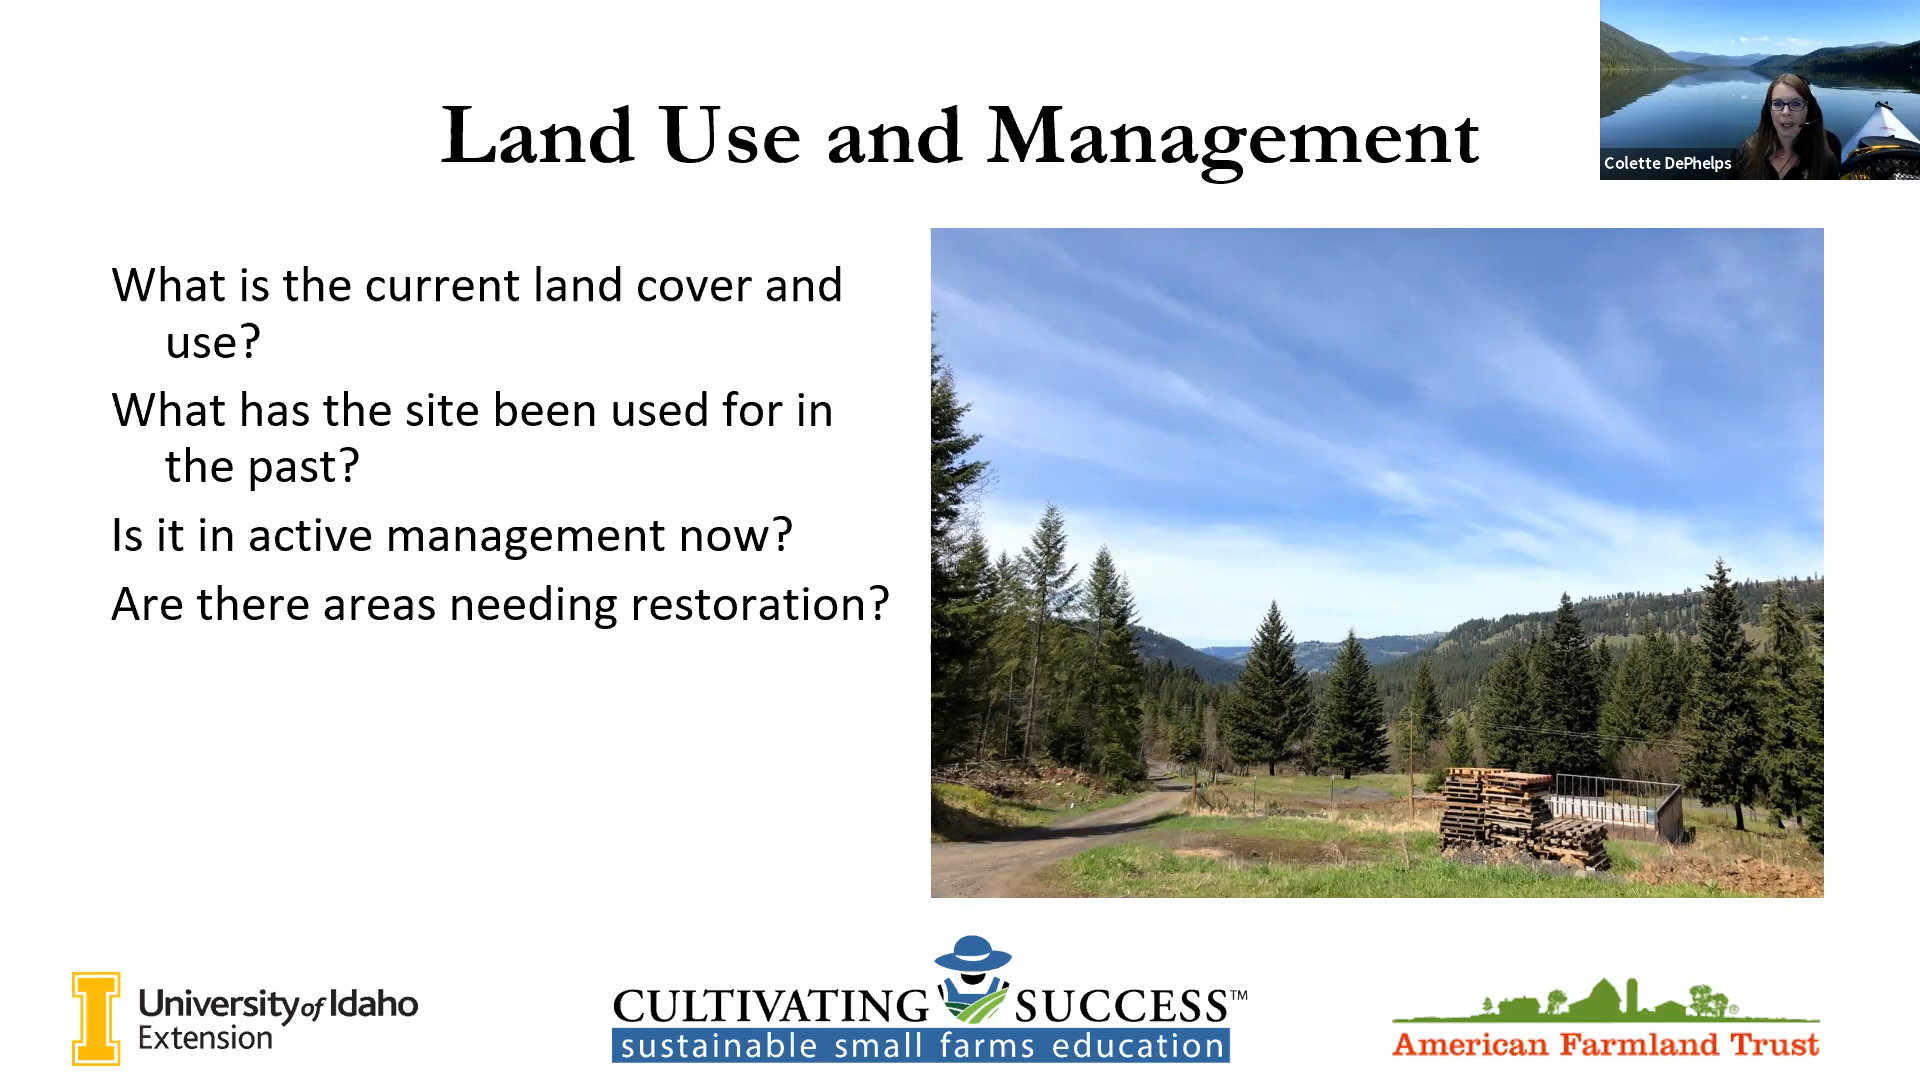 Land Use and Management
Colette DePhelps
What is the current land cover and
use?
What has the site been used for in
the past?
Is it in active management now?
Are there areas needing restoration?
I
University of Idaho
Extension
CULTIVATING SUCCESS™
sustainable small farms education
American Farmland Trust
®